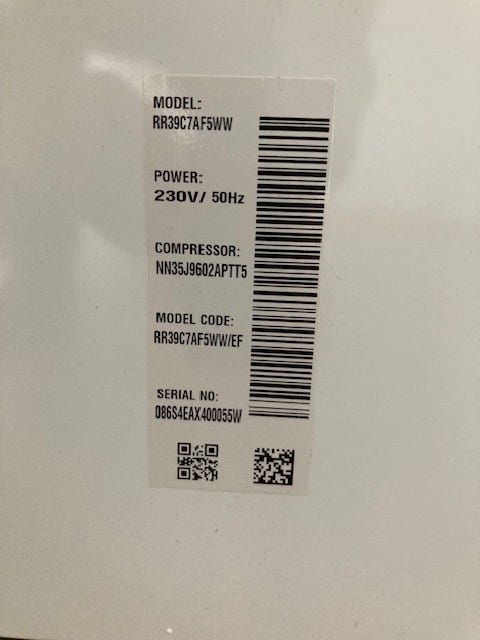 MODEL:
RR39C7AF5WW
POWER:
230V/ 50Hz
COMPRESSOR:
NN35J9602APTT5
MODEL CODE:
RR39C7AF5WW/EF
SERIAL NO:
086S4EAX400055W